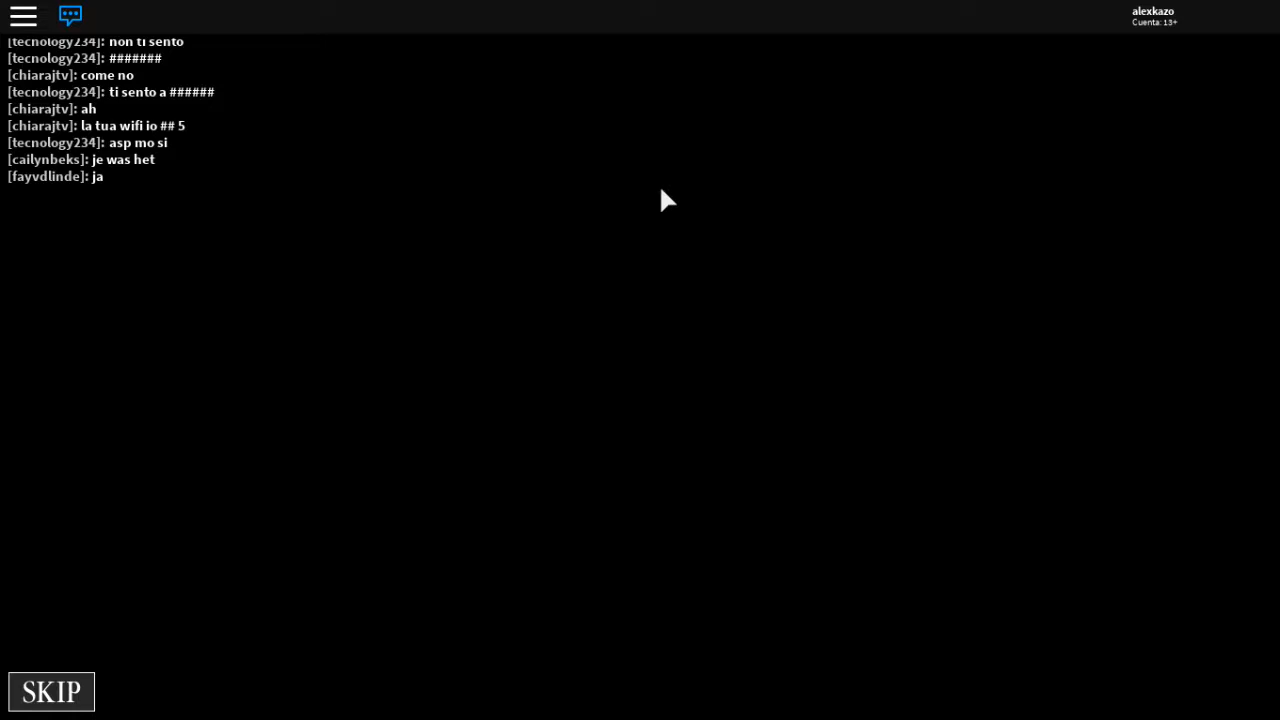 alexkazo
Cuenta: 13+
[tecnology234]: non ti sento
[tecnology234]: #######
[chiarajtv]: come no
[tecnology234]: ti sento a ######
[chiarajtv]: ah
[chiarajtv]: la tua wifi io ## 5
[tecnology234]: asp mo si
[cailynbeks]: je was het
[fayvdlinde]: ja
SKIP